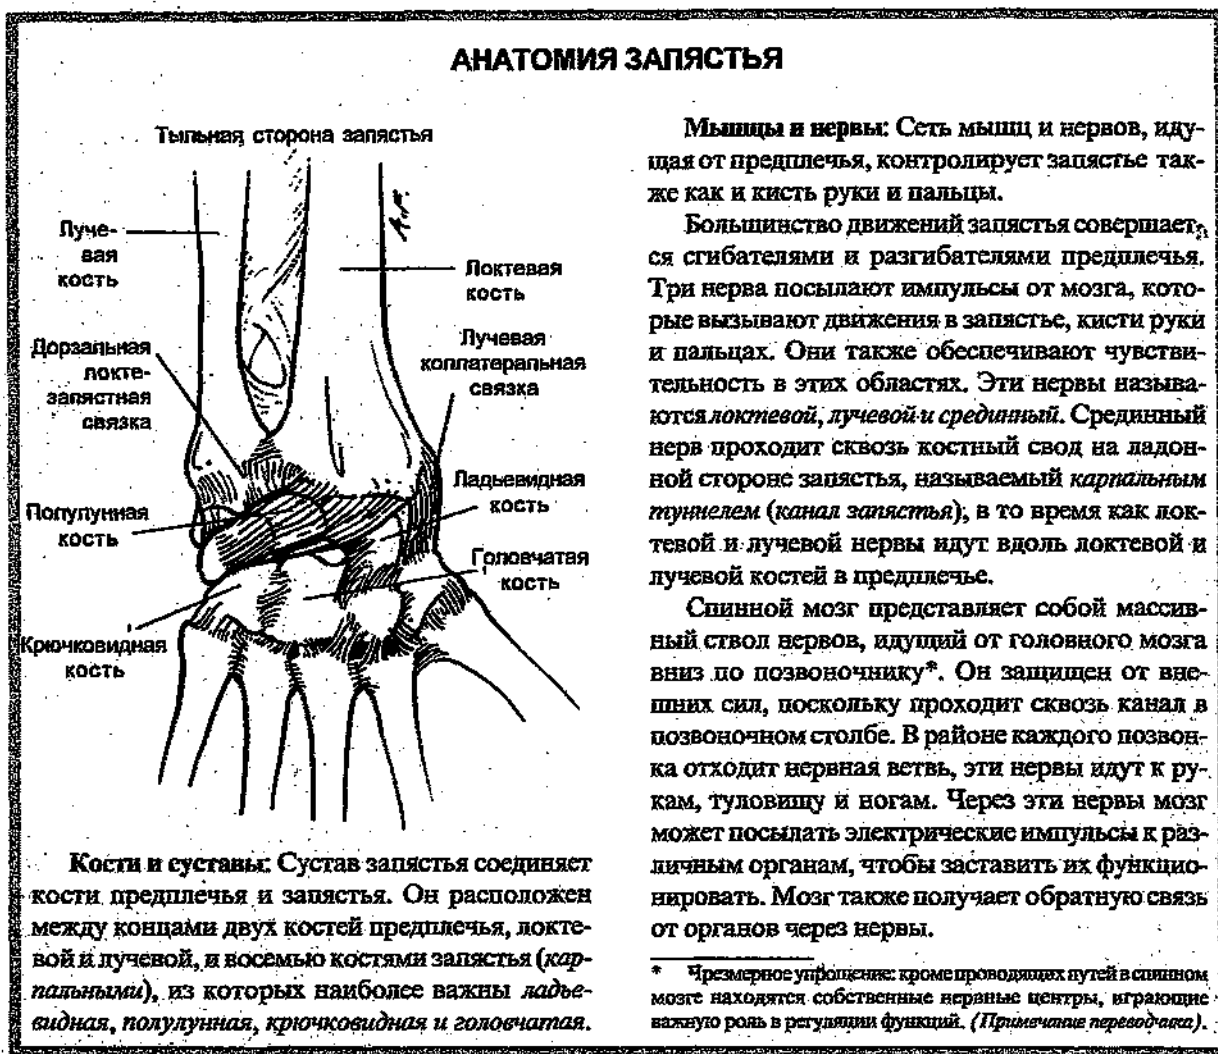 АНАТОМИЯ ЗАПЯСТЬЯ
Тыльная сторона запястья
А.Г.
Луче-
вая
кость
Локтевая
кость
Дорзальная
локте-
запястная
связка
Лучевая
коллатеральная
связка
Полулунная
кость
Ладьевидная
кость
Головчатая
кость
Крючковидная
кость
Кости и суставы: Сустав запястья соединяет
кости предплечья и запястья. Он расположен
между концами двух костей предплечья, локте-
вой и лучевой, и восемью костями запястья (кар-
пальными), из которых наиболее важны ладье-
видная, полулунная, крючковидная и головчатая.
Мышцы и нервы: Сеть мышц и нервов, иду-
щая от предплечья, контролирует запястье так-
же как и кисть руки и пальцы.
Большинство движений запястья совершает-
ся сгибателями и разгибателями предплечья.
Три нерва посылают импульсы от мозга, кото-
рые вызывают движения в запястье, кисти руки
и пальцах. Они также обеспечивают чувстви-
тельность в этих областях. Эти нервы называ-
ются локтевой, лучевой и срединный. Срединный
нерв проходит сквозь костный свод на ладон-
ной стороне запястья, называемый карпальным
туннелем (канал запястья), в то время как лок-
тевой и лучевой нервы идут вдоль локтевой и
лучевой костей в предплечье.
Спинной мозг представляет собой массив-
ный ствол нервов, идущий от головного мозга
вниз по позвоночнику*. Он защищен от вне-
шних сил, поскольку проходит сквозь канал в
позвоночном столбе. В районе каждого позвон-
ка отходит нервная ветвь, эти нервы идут к ру-
кам, туловищу и ногам. Через эти нервы мозг
может посылать электрические импульсы к раз-
личным органам, чтобы заставить их функцио-
нировать. Мозг также получает обратную связь
от органов через нервы.
* Чрезмерное упрощение: кроме проводящих путей в спинном
мозге находятся собственные нервные центры, играющие
важную роль в регуляции функций. (Примечание переводчика).